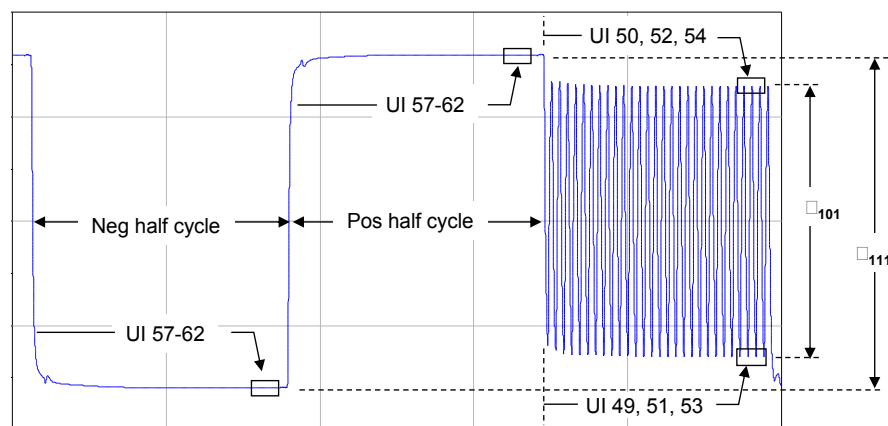 UI 50, 52, 54
UI 57-62
□101
Neg half cycle
Pos half cycle
□111
UI 57-62
UI 49, 51, 53